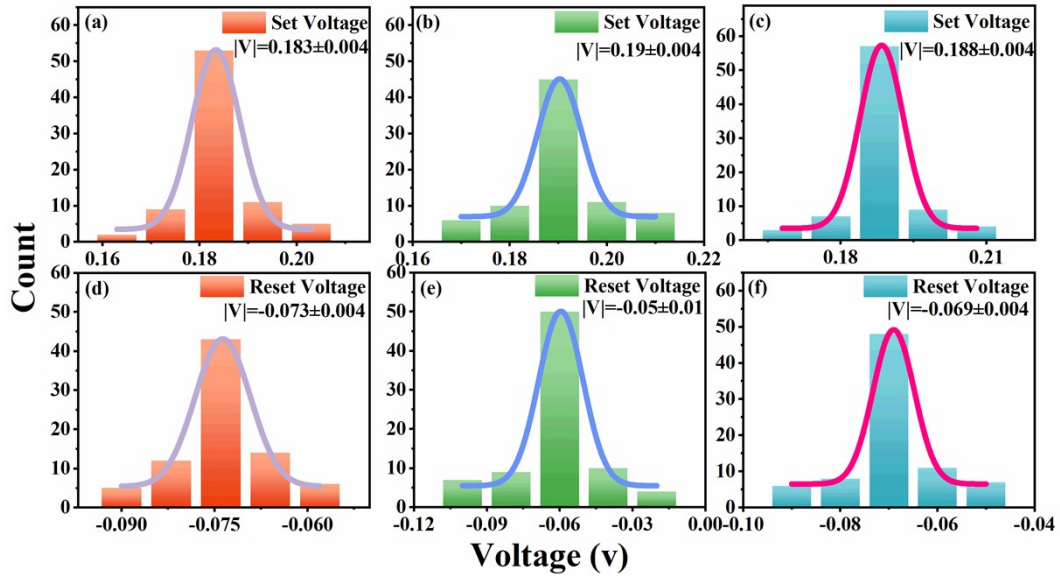 Count
(a) Set Voltage
|V|=0.183±0.004
60
50
40
30
20
10
0
0.16 0.18 0.20
(b) Set Voltage
|V|=0.19±0.004
60
50
40
30
20
10
0
0.16 0.18 0.20 0.22
(c) Set Voltage
|V|=0.188±0.004
60
50
40
30
20
10
0
0.18 0.21
(d) Reset Voltage
|V|=-0.073±0.004
60
50
40
30
20
10
0
-0.090 -0.075 -0.060
(e) Reset Voltage
|V|=-0.05±0.01
60
50
40
30
20
10
0
-0.12 -0.09 -0.06 -0.03 0.00
(f) Reset Voltage
|V|=-0.069±0.004
60
50
40
30
20
10
0
-0.10 -0.08 -0.06 -0.04
Voltage (v)